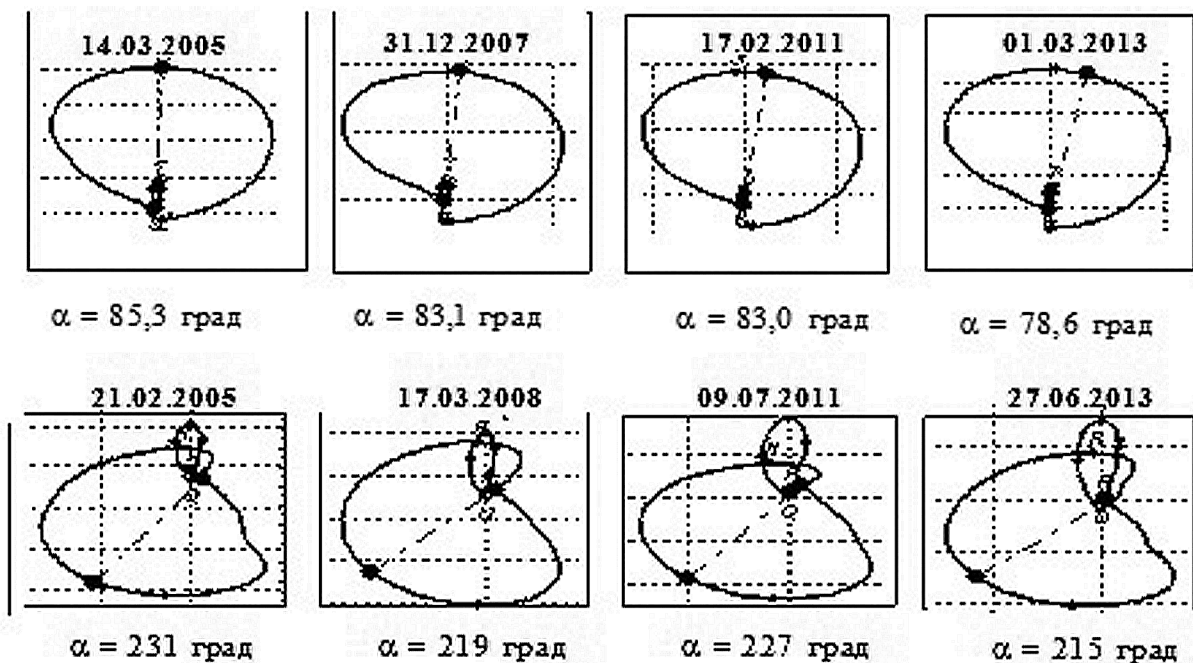 14.03.2005 31.12.2007 17.02.2011 01.03.2013
α = 85,3 град α = 83,1 град α = 83,0 град α = 78,6 град
21.02.2005 17.03.2008 09.07.2011 27.06.2013
α = 231 град α = 219 град α = 227 град α = 215 град